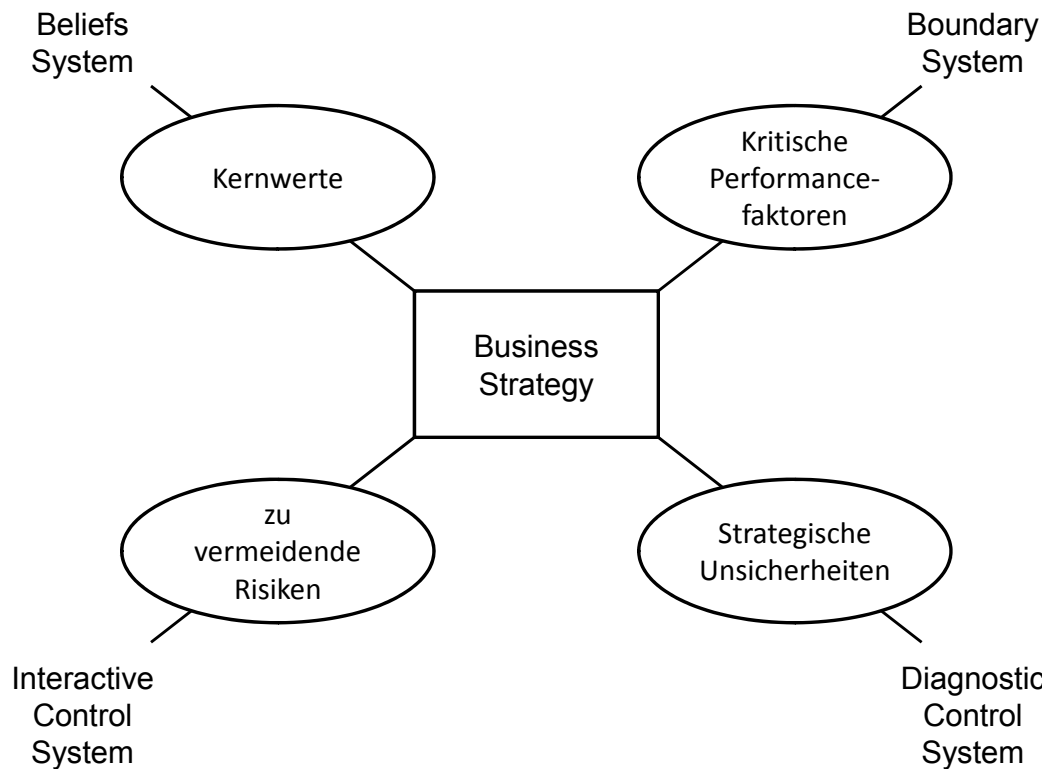 Beliefs
System
Boundary
System
Kernwerte
Kritische
Performance-
faktoren
Business
Strategy
zu
vermeidende
Risiken
Strategische
Unsicherheiten
Interactive
Control
System
Diagnostic
Control
System